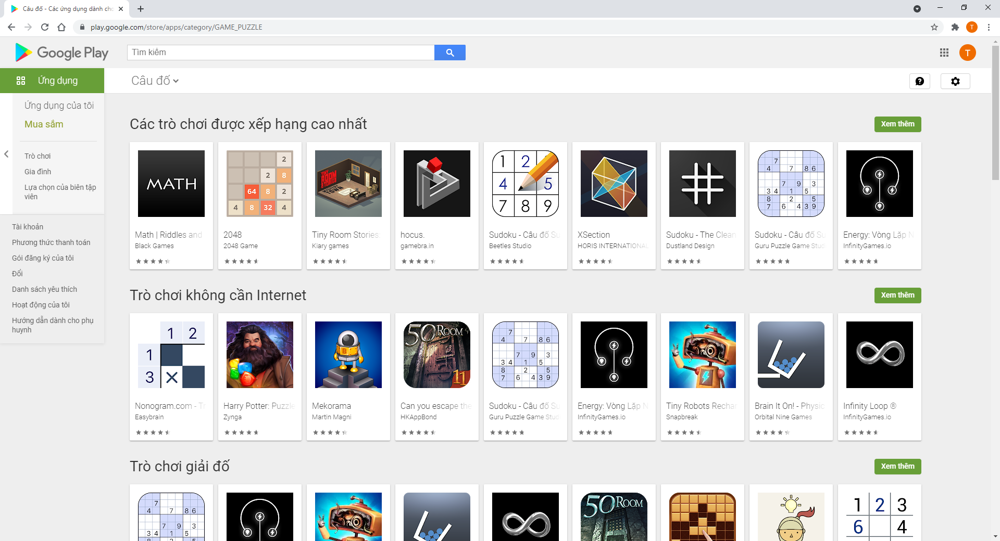 Câu đố - Các ứng dụng dành cho
play.google.com/store/apps/category/GAME_PUZZLE
T
Google Play
Tìm kiếm
T
Ứng dụng
Câu đố
Ứng dụng của tôi
Mua sắm
Trò chơi
Gia đình
Lựa chọn của biên tập
viên
Tài khoản
Phương thức thanh toán
Gói đăng ký của tôi
Đổi
Danh sách yêu thích
Hoạt động của tôi
Hướng dẫn dành cho phụ
huynh
Các trò chơi được xếp hạng cao nhất
Xem thêm
MATH
2
2 8
64 8 2
4 8 32 4
TINY
ROOM
STORIES
TOWN
1 2
4 5
7 8 9
7
4 7 8 6
7 9 3
3 4 1 5
8 2 5
7 6 4 3 9
Math | Riddles and
Black Games
2048
2048 Game
Tiny Room Stories:
Kiary games
hocus.
gamebra.in
Sudoku - Câu đố Su
Beetles Studio
XSection
HORIS INTERNATIONAL
Sudoku - The Clean
Dustland Design
Sudoku - Câu đố Su
Guru Puzzle Game Stud
Energy: Vòng Lặp N
InfinityGames.io
Trò chơi không cần Internet
Xem thêm
1 2
1
3
B
50 ROOM
11
7
4 7 8 6
7 9 3
3 4 1 5
8 2 5
7 6 4 3 9
Nonogram.com - Tr
Easybrain
Harry Potter: Puzzle
Zynga
Mekorama
Martin Magni
Can you escape the
HKAppBond
Sudoku - Câu đố Su
Guru Puzzle Game Stud
Energy: Vòng Lặp N
InfinityGames.io
Tiny Robots Rechar
Snapbreak
Brain It On! - Physic
Orbital Nine Games
Infinity Loop ®
InfinityGames.io
Trò chơi giải đố
Xem thêm
7
4 7 8 6
7 9 3
3 4 1 5
8 2 5
50 ROOM
1 2 3
6 4